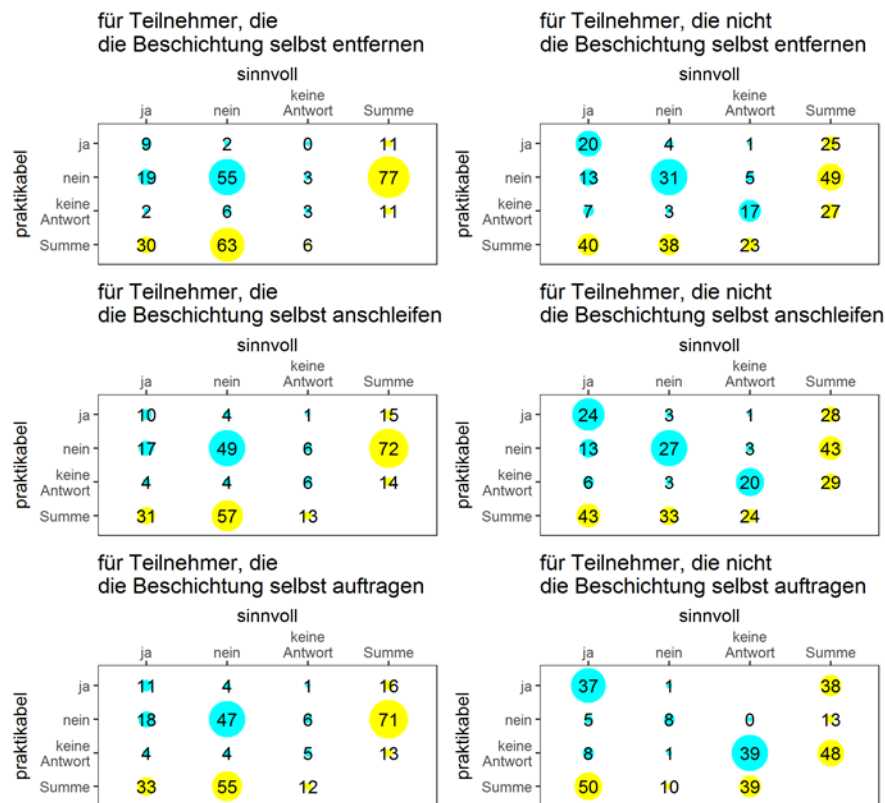 für Teilnehmer, die
die Beschichtung selbst entfernen
sinnvoll
ja nein keine Antwort Summe
praktikabel
ja 9 2 0 11
nein 19 55 3 77
keine Antwort 2 6 3 11
Summe 30 63 6
für Teilnehmer, die nicht
die Beschichtung selbst entfernen
sinnvoll
ja nein keine Antwort Summe
praktikabel
ja 20 4 1 25
nein 13 31 5 49
keine Antwort 7 3 17 27
Summe 40 38 23
für Teilnehmer, die
die Beschichtung selbst anschleifen
sinnvoll
ja nein keine Antwort Summe
praktikabel
ja 10 4 1 15
nein 17 49 6 72
keine Antwort 4 4 6 14
Summe 31 57 13
für Teilnehmer, die nicht
die Beschichtung selbst anschleifen
sinnvoll
ja nein keine Antwort Summe
praktikabel
ja 24 3 1 28
nein 13 27 3 43
keine Antwort 6 3 20 29
Summe 43 33 24
für Teilnehmer, die
die Beschichtung selbst auftragen
sinnvoll
ja nein keine Antwort Summe
praktikabel
ja 11 4 1 16
nein 18 47 6 71
keine Antwort 4 4 5 13
Summe 33 55 12
für Teilnehmer, die nicht
die Beschichtung selbst auftragen
sinnvoll
ja nein keine Antwort Summe
praktikabel
ja 37 1 38
nein 5 8 0 13
keine Antwort 8 1 39 48
Summe 50 10 39